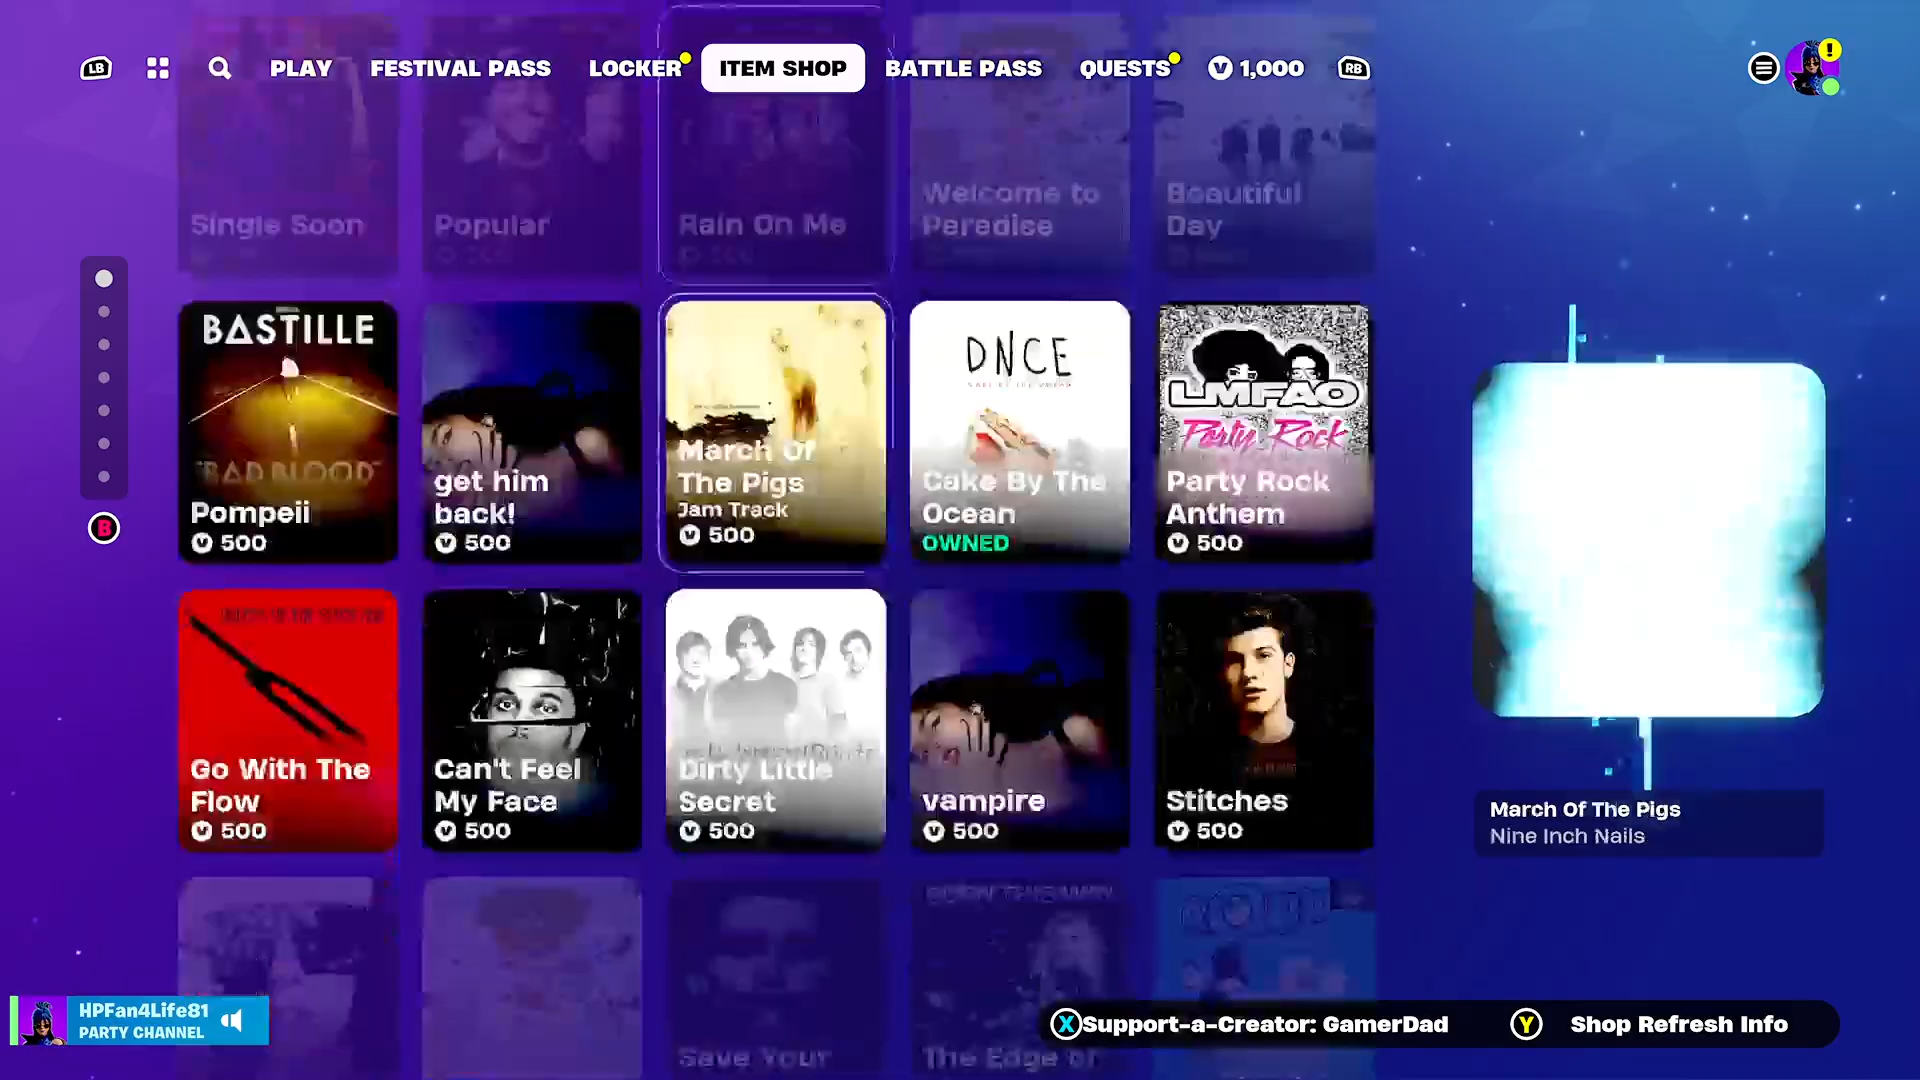 LB
PLAY
FESTIVAL PASS
LOCKER
ITEM SHOP
BATTLE PASS
QUESTS
V 1,000
RB
Single Soon
Popular
Rain On Me
Welcome to
Paradise
Beautiful
Day
BASTILLE
"BAD BLOOD"
Pompeii
V 500
get him
back!
V 500
March Of
The Pigs
Jam Track
V 500
DNCE
Cake By The
Ocean
OWNED
LMFAO
Party Rock
Party Rock
Anthem
V 500
B
Go With The
Flow
V 500
Can't Feel
My Face
V 500
Dirty Little
Secret
V 500
vampire
V 500
Stitches
V 500
March Of The Pigs
Nine Inch Nails
BORN THIS WAY
Save Your
The Edge of
HPFan4Life81
PARTY CHANNEL
X Support-a-Creator: GamerDad
Y Shop Refresh Info